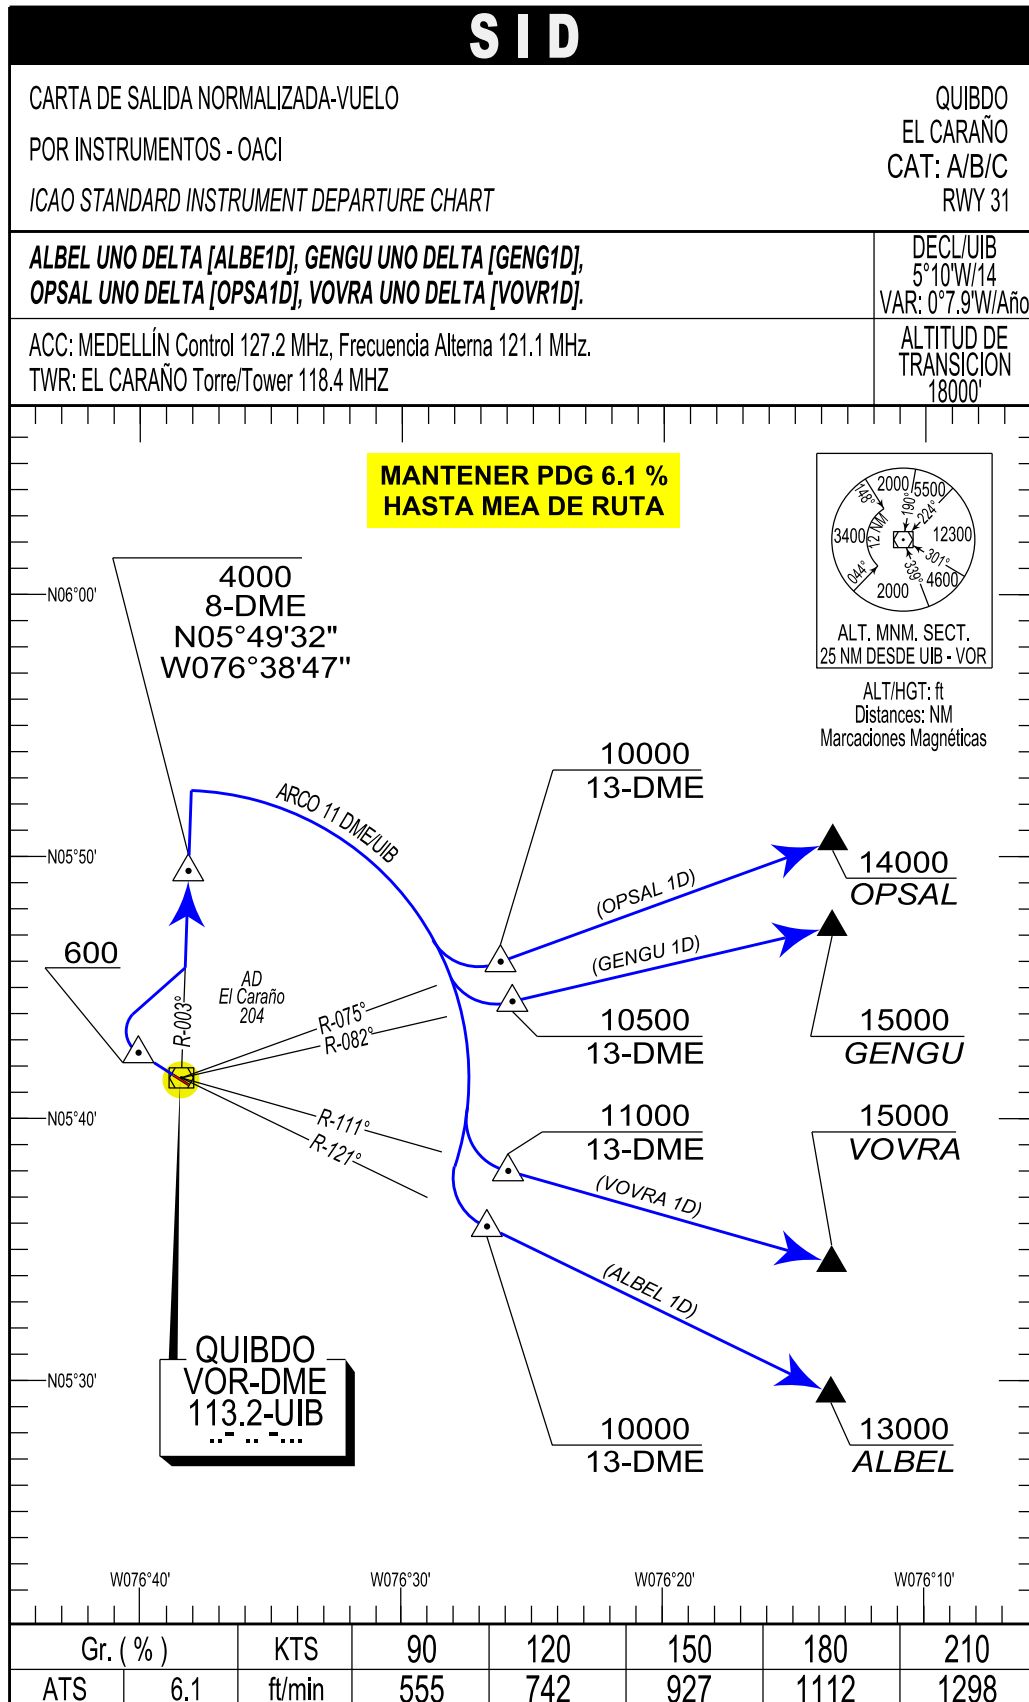 SID
CARTA DE SALIDA NORMALIZADA-VUELO
POR INSTRUMENTOS - OACI
ICAO STANDARD INSTRUMENT DEPARTURE CHART
QUIBDO
EL CARAÑO
CAT: A/B/C
RWY 31
ALBEL UNO DELTA [ALBE1D], GENGU UNO DELTA [GENG1D],
OPSAL UNO DELTA [OPSA1D], VOVRA UNO DELTA [VOVR1D].
DECL/UIB
5°10'W/14
VAR: 0°7.9'W/Año
ACC: MEDELLÍN Control 127.2 MHz, Frecuencia Alterna 121.1 MHz.
TWR: EL CARAÑO Torre/Tower 118.4 MHZ
ALTITUD DE
TRANSICION
18000'
MANTENER PDG 6.1 %
HASTA MEA DE RUTA
148°
2000
190°
5500
224°
3400
12 NM
12300
044°
339°
301°
4600
2000
ALT. MNM. SECT.
25 NM DESDE UIB - VOR
ALT/HGT: ft
Distances: NM
Marcaciones Magnéticas
4000
8-DME
N05°49'32"
W076°38'47"
N06°00'
ARCO 11 DME/UIB
10000
13-DME
N05°50'
(OPSAL 1D)
14000
OPSAL
(GENGU 1D)
600
AD
El Caraño
204
R-003°
R-075°
R-082°
10500
13-DME
15000
GENGU
N05°40'
R-111°
R-121°
11000
13-DME
15000
VOVRA
(VOVRA 1D)
(ALBEL 1D)
QUIBDO
VOR-DME
113.2-UIB
..- .. -...
N05°30'
10000
13-DME
13000
ALBEL
W076°40'
W076°30'
W076°20'
W076°10'
Gr. ( % ) KTS 90 120 150 180 210
ATS 6.1 ft/min 555 742 927 1112 1298